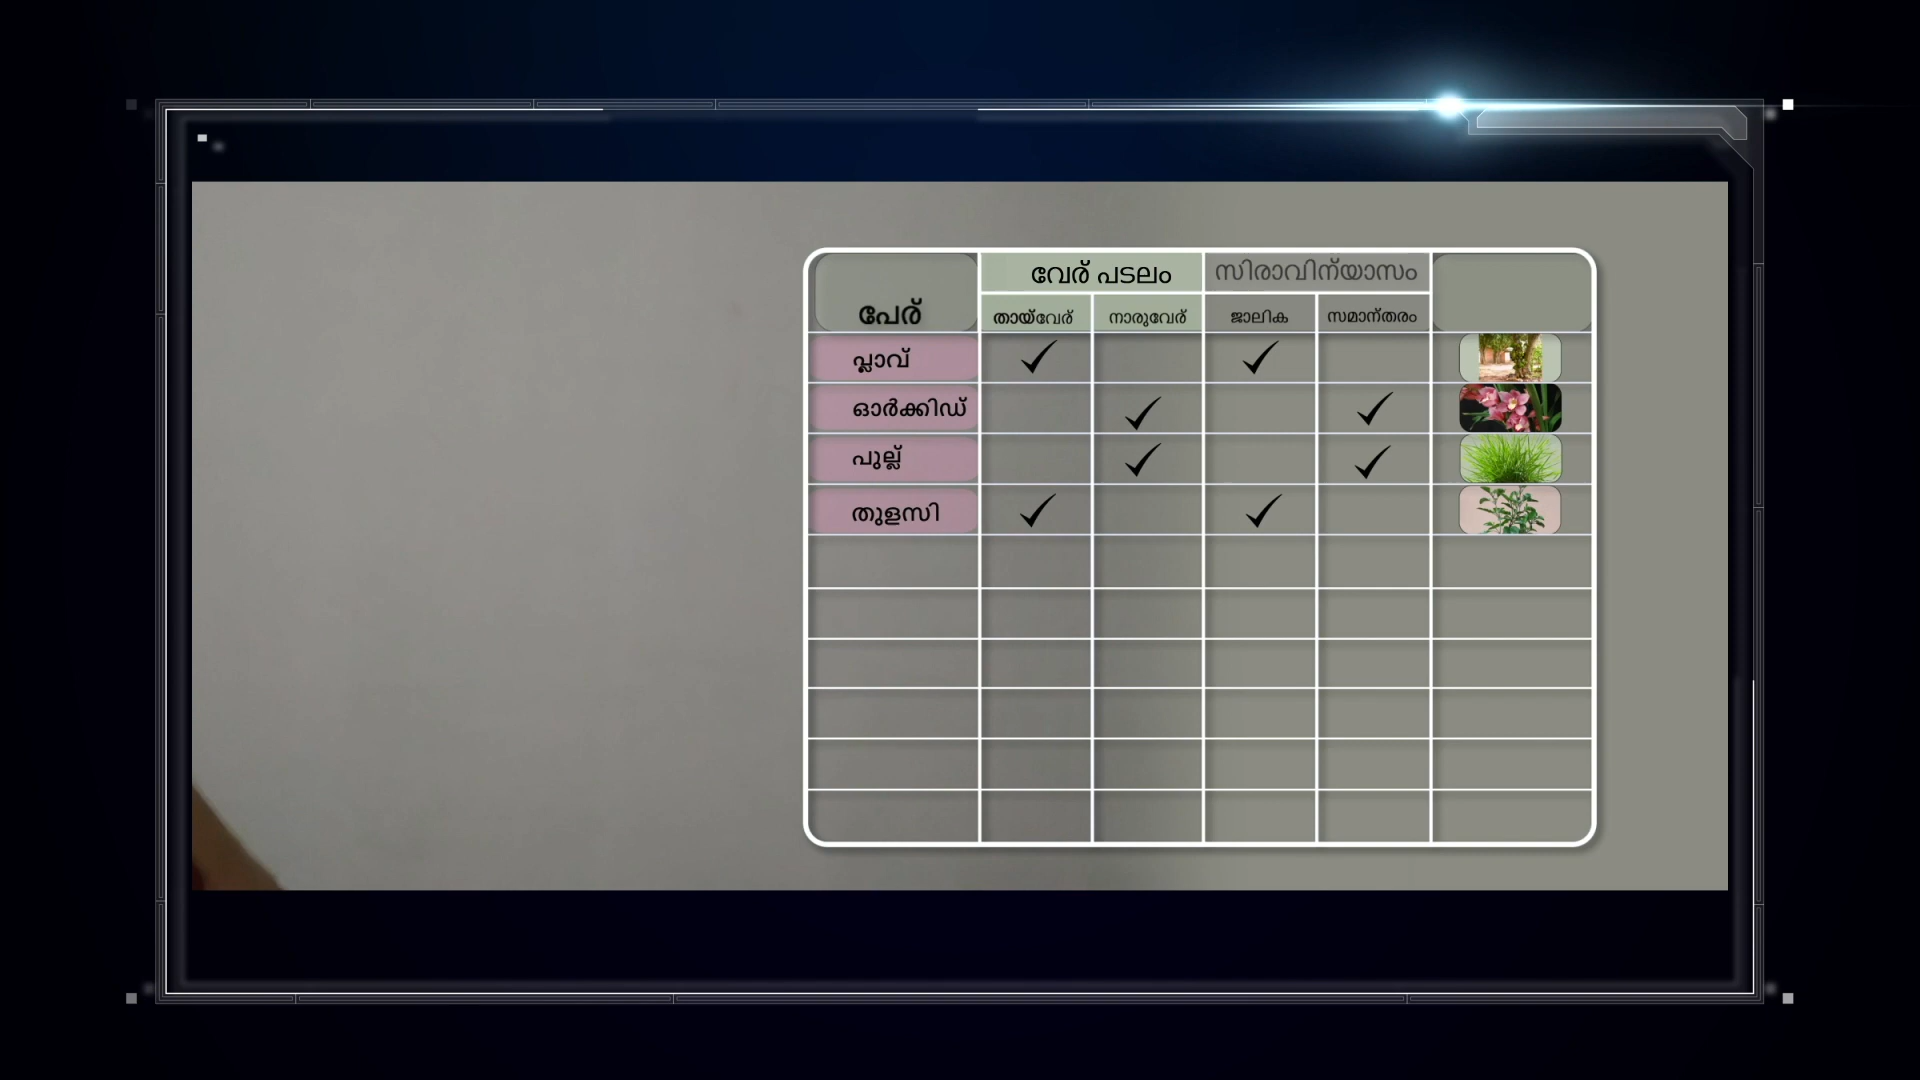 വേര് പടലം സിരാവിന്യാസം
പേര് തായ്‌വേര് നാരുവേര് ജാലിക സമാന്തരം
പ്ലാവ്
ഓർക്കിഡ്
പുല്ല്
തുളസി